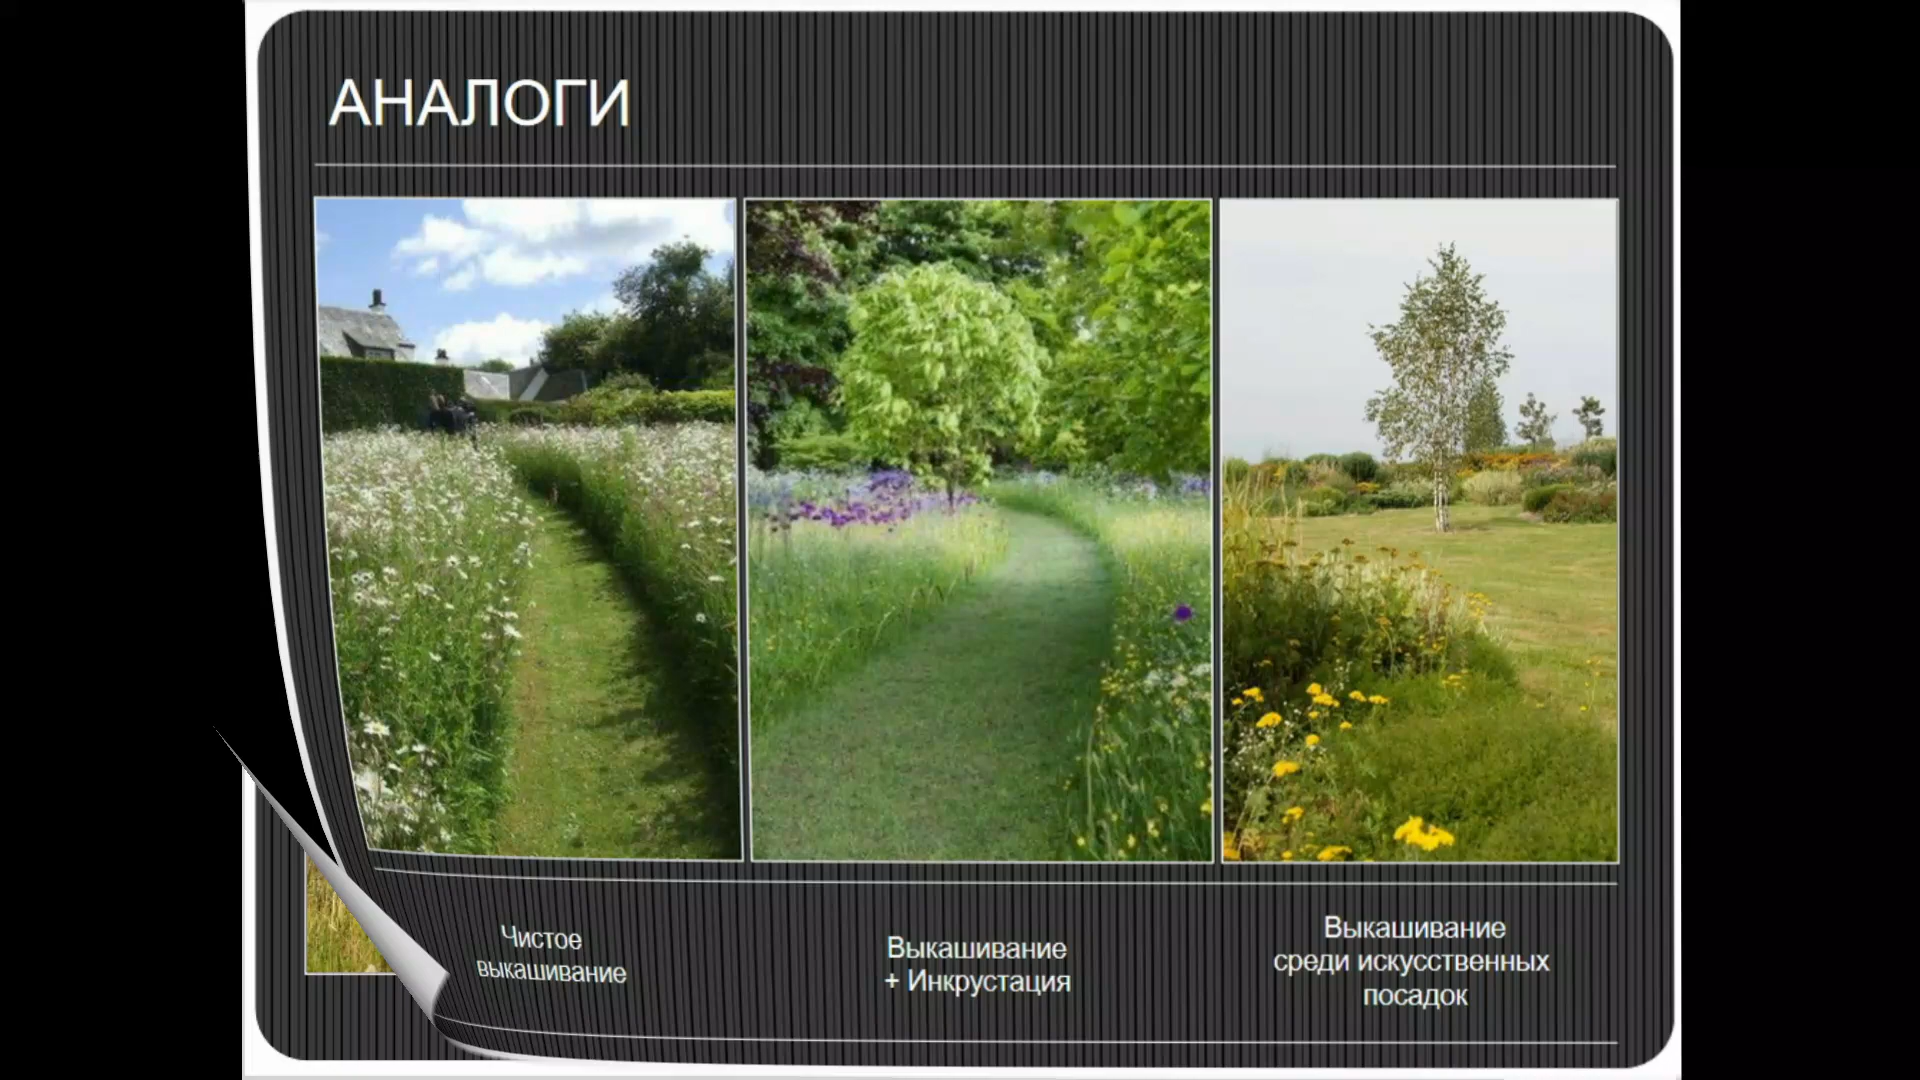 АНАЛОГИ
Чистое
выкашивание
Выкашивание
+ Инкрустация
Выкашивание
среди искусственных
посадок